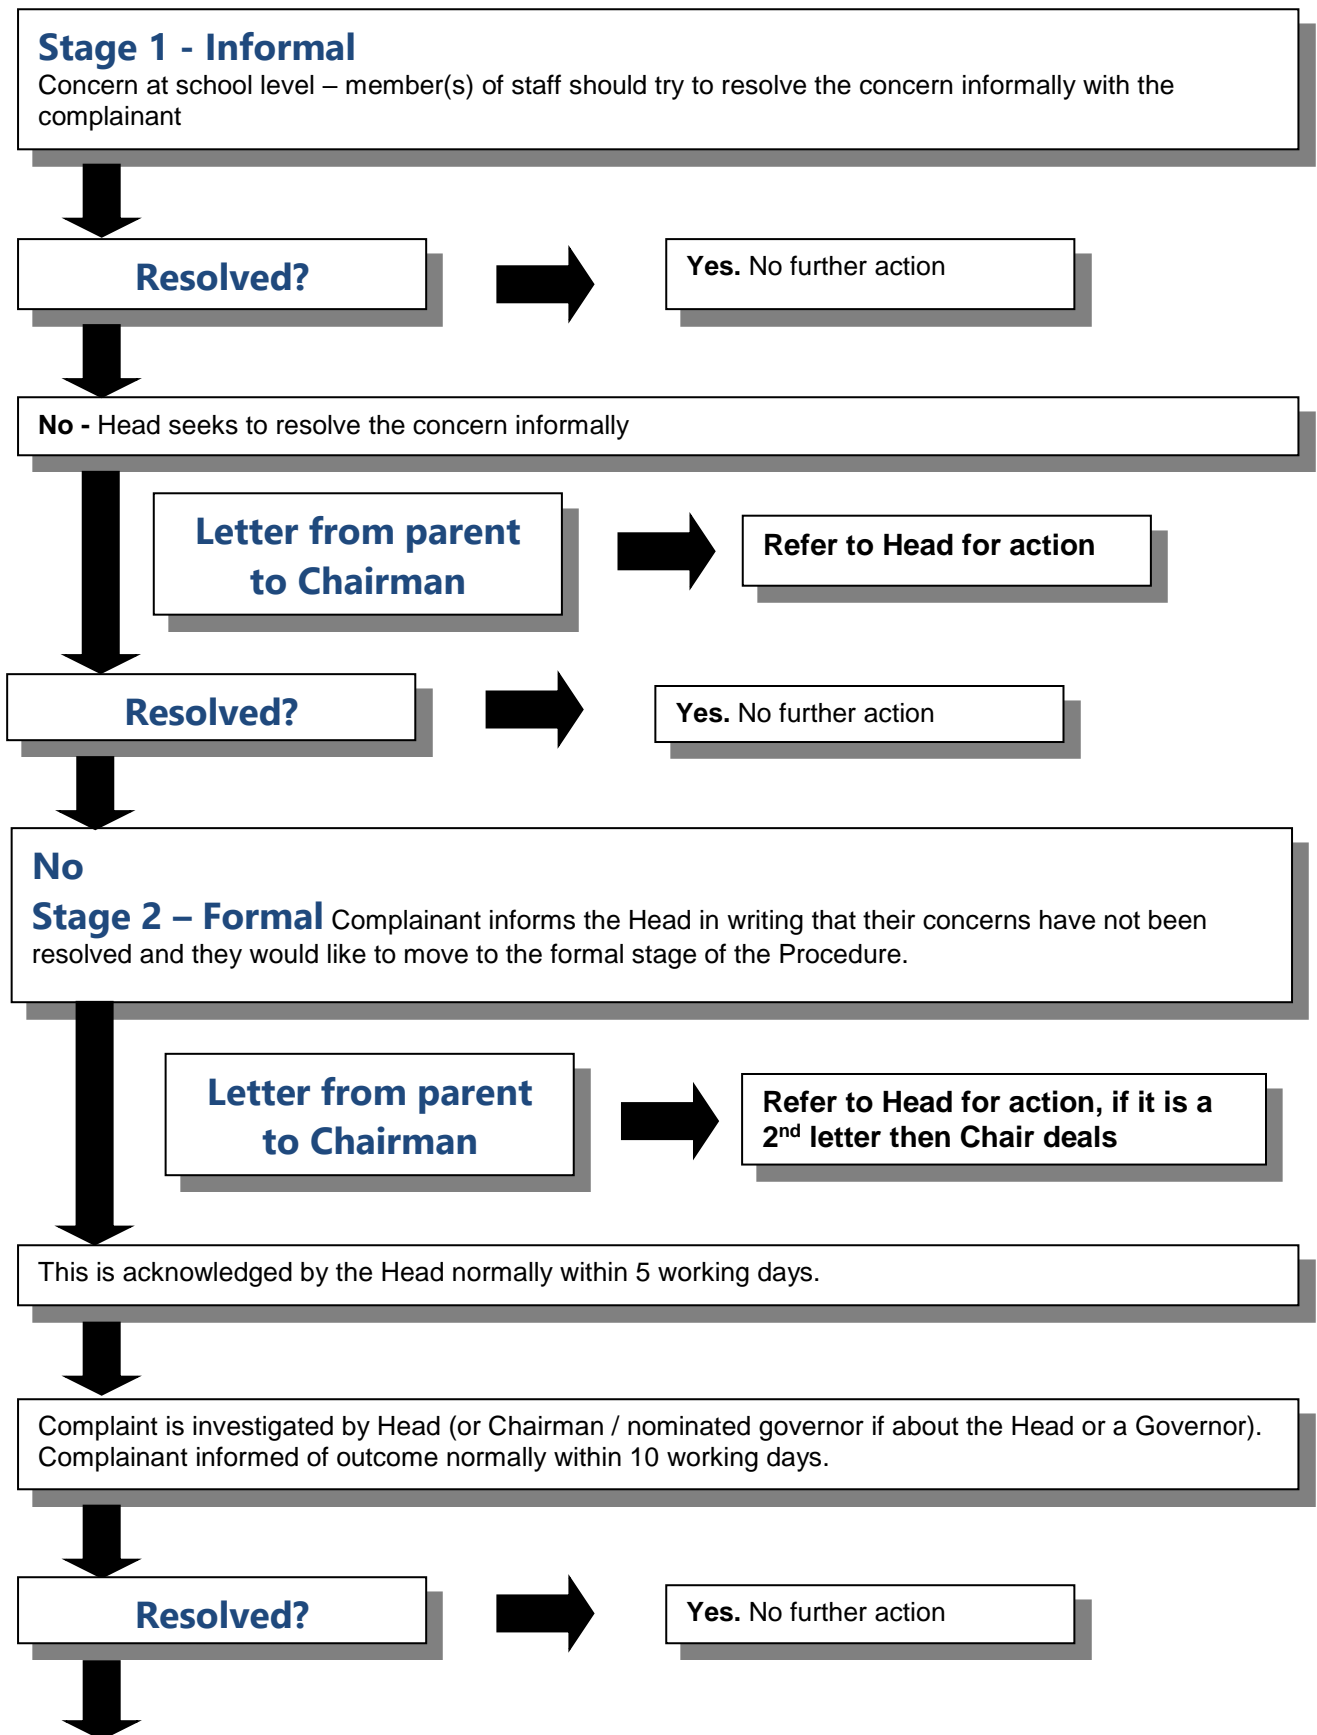 Stage 1 - Informal
Concern at school level – member(s) of staff should try to resolve the concern informally with the
complainant
Resolved?
Yes. No further action
No - Head seeks to resolve the concern informally
Letter from parent
to Chairman
Refer to Head for action
Resolved?
Yes. No further action
No
Stage 2 – Formal Complainant informs the Head in writing that their concerns have not been
resolved and they would like to move to the formal stage of the Procedure.
Letter from parent
to Chairman
Refer to Head for action, if it is a
2nd letter then Chair deals
This is acknowledged by the Head normally within 5 working days.
Complaint is investigated by Head (or Chairman / nominated governor if about the Head or a Governor).
Complainant informed of outcome normally within 10 working days.
Resolved?
Yes. No further action